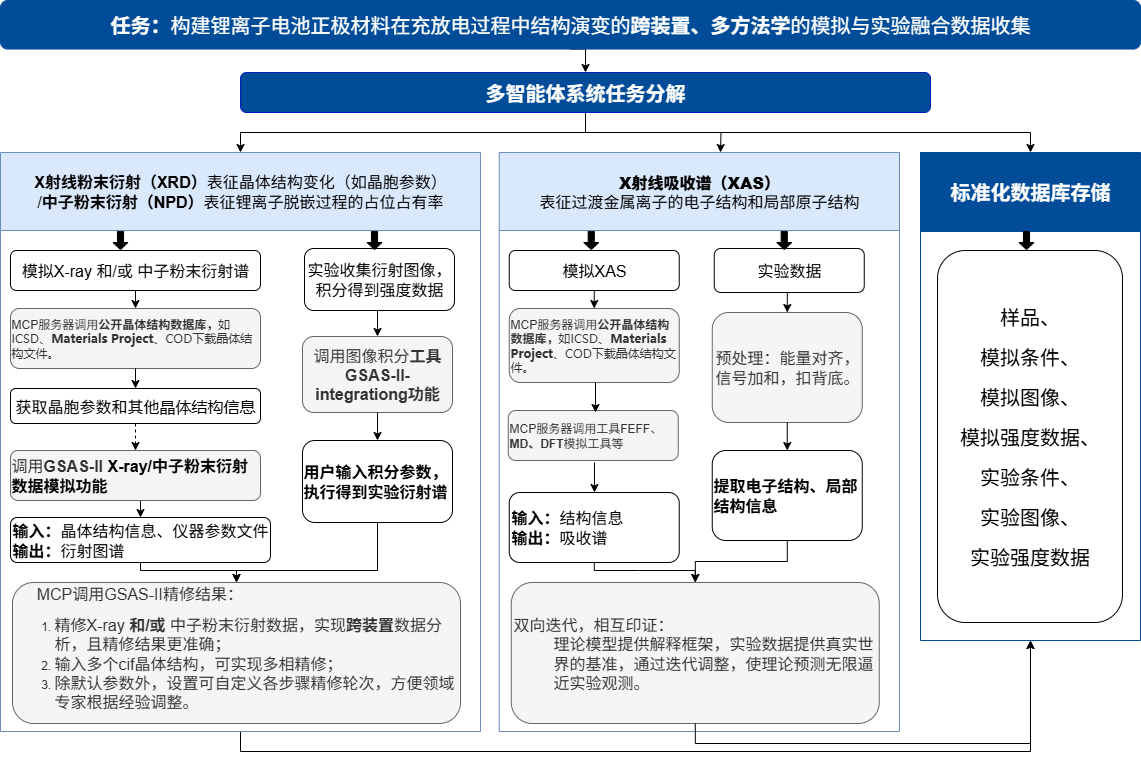 任务：构建锂离子电池正极材料在充放电过程中结构演变的跨装置、多方法学的模拟与实验融合数据收集
多智能体系统任务分解
X射线粉末衍射（XRD）表征晶体结构变化（如晶胞参数）
/中子粉末衍射（NPD）表征锂离子脱嵌过程的占位占有率
模拟X-ray 和/或 中子粉末衍射谱
MCP服务器调用公开晶体结构数据库，如
ICSD、Materials Project、COD下载晶体结
构文件。
获取晶胞参数和其他晶体结构信息
调用GSAS-II X-ray/中子粉末衍射
数据模拟功能
输入：晶体结构信息、仪器参数文件
输出：衍射图谱
实验收集衍射图像，
积分得到强度数据
调用图像积分工具
GSAS-II-
integrationg功能
用户输入积分参数，
执行得到实验衍射谱
MCP调用GSAS-II精修结果：
1. 精修X-ray 和/或 中子粉末衍射数据，实现跨装置数据分
析，且精修结果更准确；
2. 输入多个cif晶体结构，可实现多相精修；
3. 除默认参数外，设置可自定义各步骤精修轮次，方便领域
专家根据经验调整。
X射线吸收谱（XAS）
表征过渡金属离子的电子结构和局部原子结构
模拟XAS
MCP服务器调用公开晶体结构
数据库，如ICSD、Materials
Project、COD下载晶体结构文
件。
MCP服务器调用工具FEFF、
MD、DFT模拟工具等
输入：结构信息
输出：吸收谱
实验数据
预处理：能量对齐，
信号加和，扣背底。
提取电子结构、局部
结构信息
双向迭代，相互印证：
理论模型提供解释框架，实验数据提供真实世
界的基准，通过迭代调整，使理论预测无限逼
近实验观测。
标准化数据库存储
样品、
模拟条件、
模拟图像、
模拟强度数据、
实验条件、
实验图像、
实验强度数据